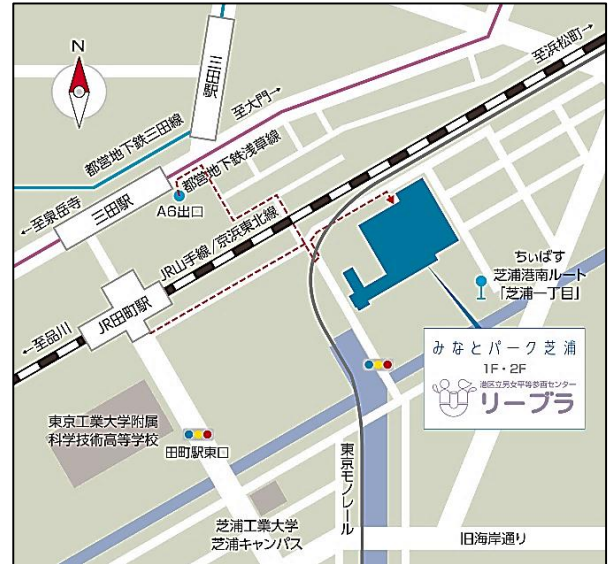 N
三田駅
至浜松町→
至大門→
都営地下鉄三田線
都営地下鉄浅草線
←至泉岳寺
三田駅
A6出口
JR山手線/京浜東北線
JR田町駅
←至品川
ちぃばす
芝浦港南ルート
「芝浦一丁目」
みなとパーク芝浦
1F・2F
港区立男女平等参画センター
リーブラ
東京工業大学附属
科学技術高等学校
田町駅東口
東京モノレール
芝浦工業大学
芝浦キャンパス
旧海岸通り